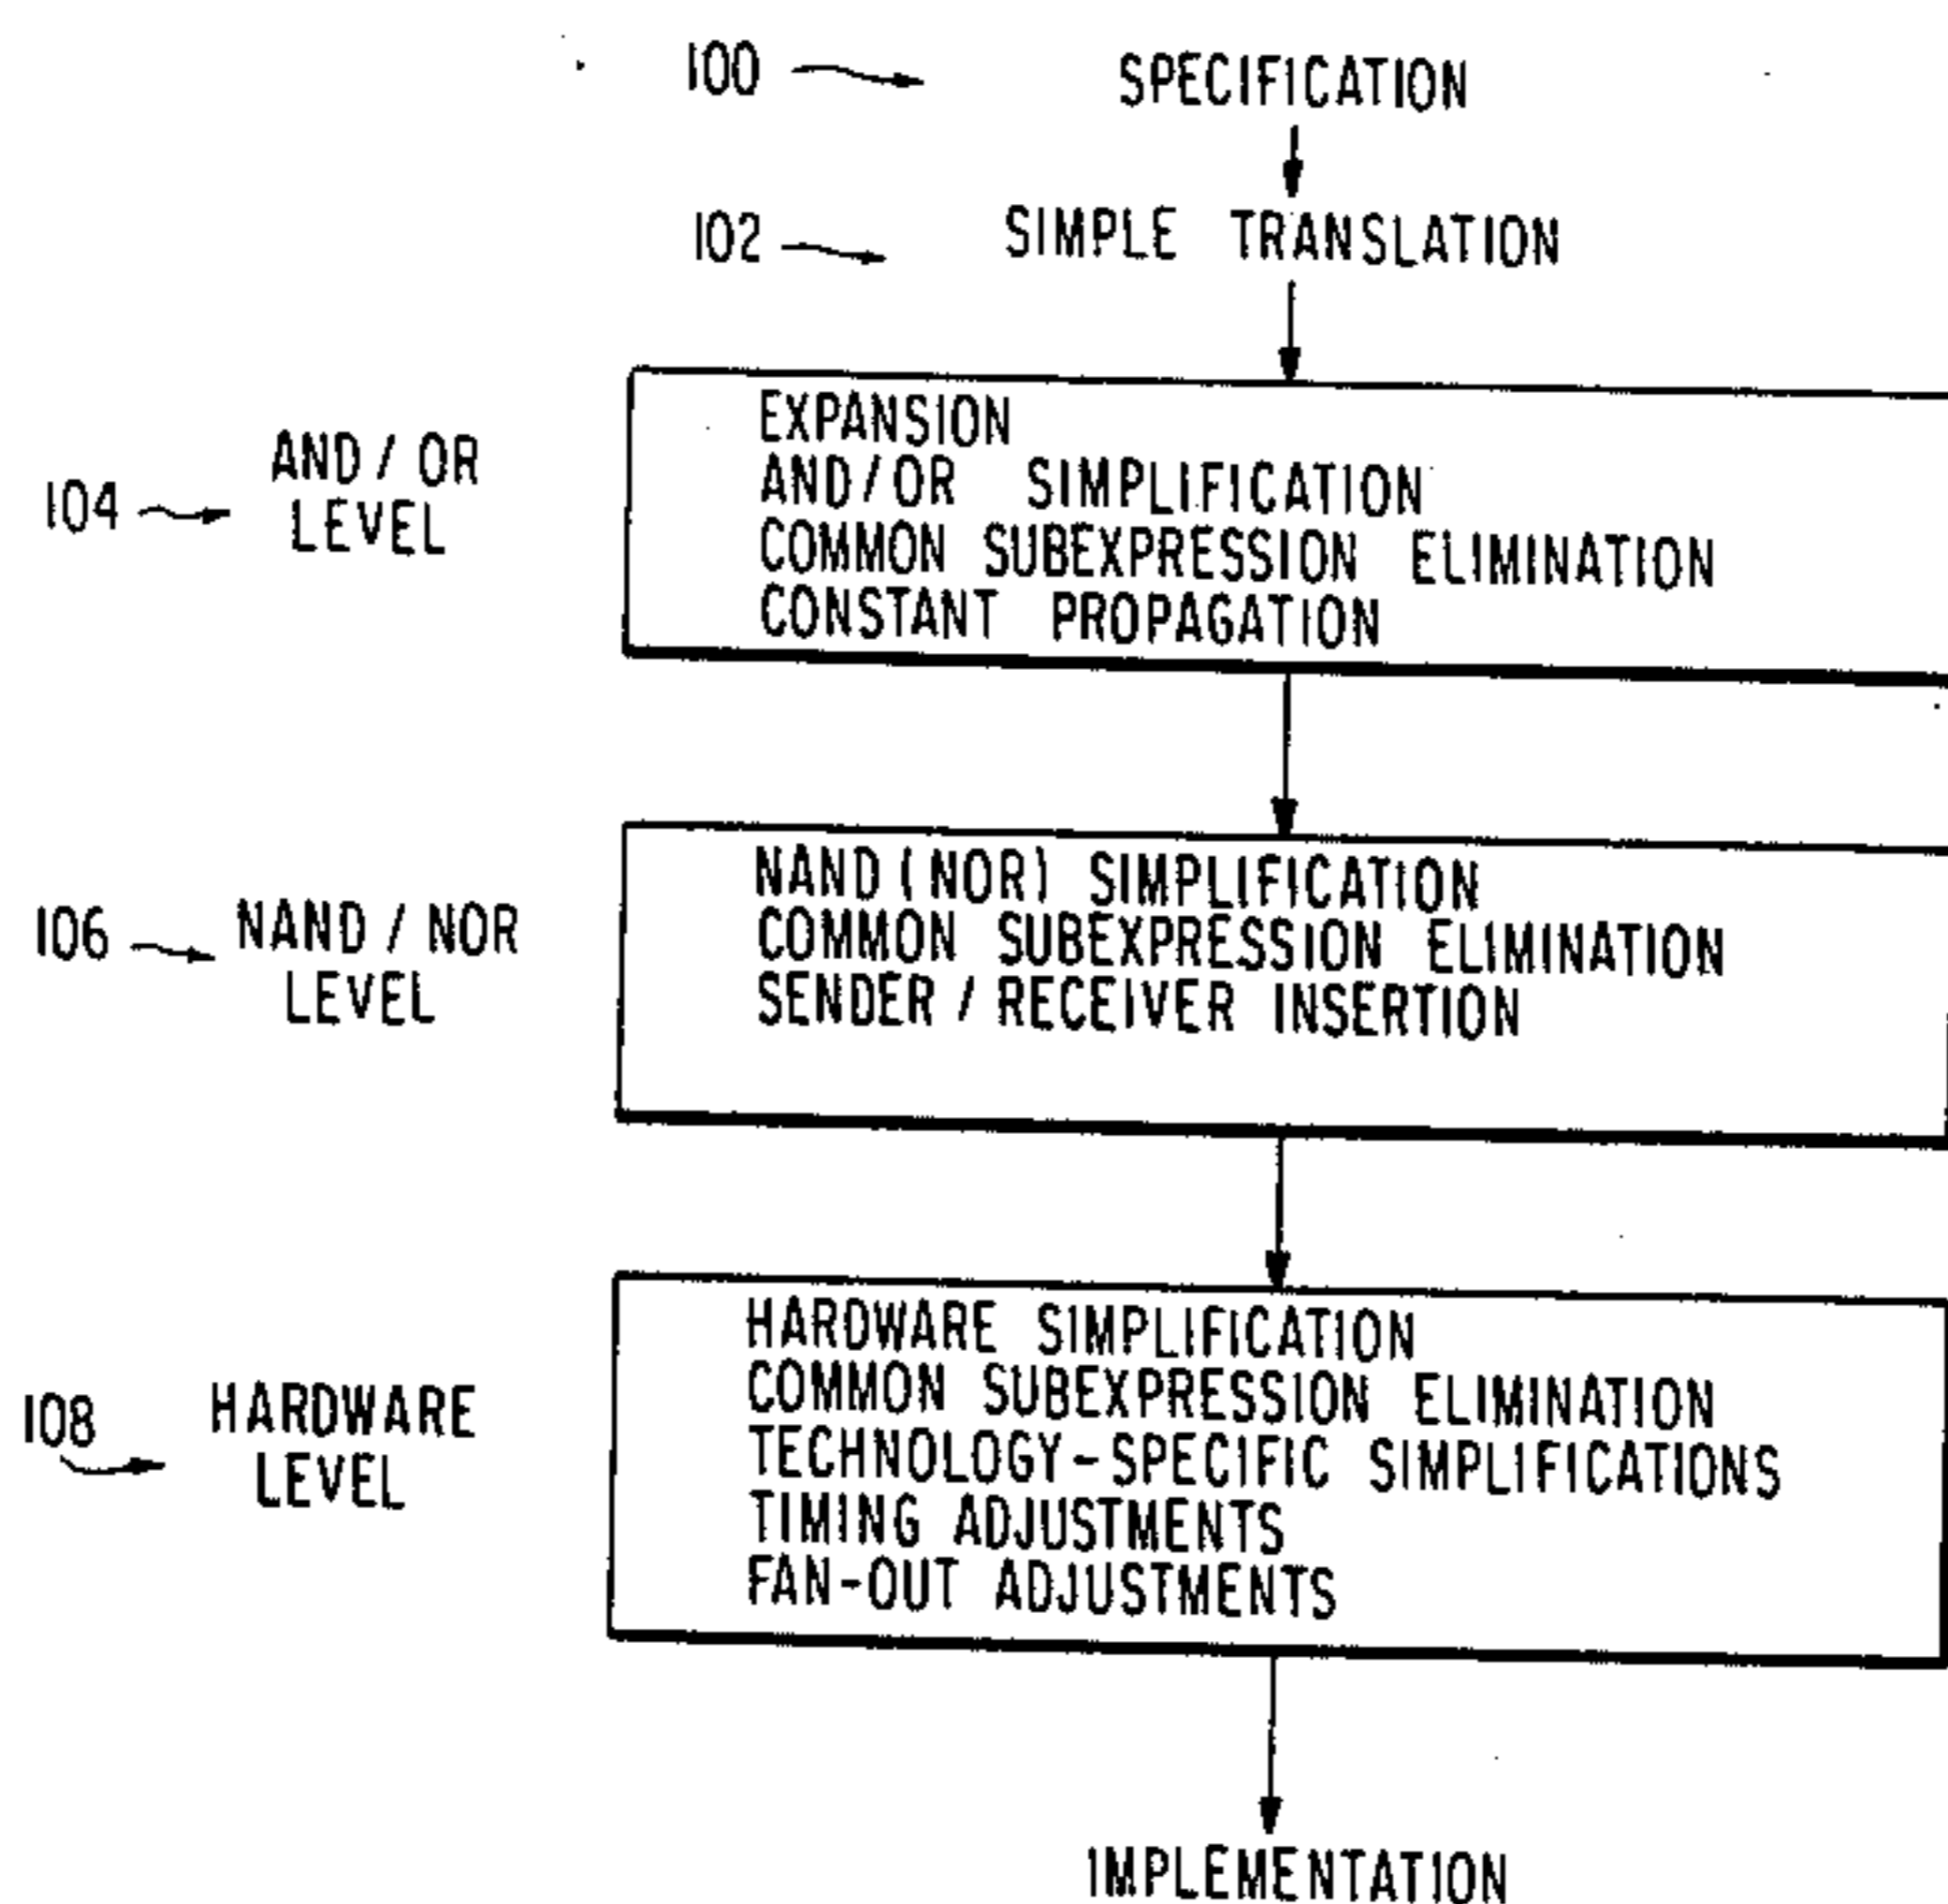 100 SPECIFICATION
102 SIMPLE TRANSLATION
EXPANSION
AND/OR SIMPLIFICATION
COMMON SUBEXPRESSION ELIMINATION
CONSTANT PROPAGATION
104 AND / OR
LEVEL
NAND (NOR) SIMPLIFICATION
COMMON SUBEXPRESSION ELIMINATION
SENDER / RECEIVER INSERTION
106 NAND / NOR
LEVEL
HARDWARE SIMPLIFICATION
COMMON SUBEXPRESSION ELIMINATION
TECHNOLOGY-SPECIFIC SIMPLIFICATIONS
TIMING ADJUSTMENTS
FAN-OUT ADJUSTMENTS
108 HARDWARE
LEVEL
IMPLEMENTATION